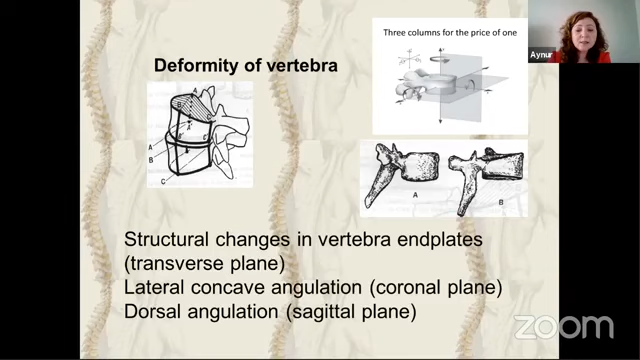 Three columns for the price of one
Aynur
Deformity of vertebra
A
B
A
B
C
A
B
Structural changes in vertebra endplates
(transverse plane)
Lateral concave angulation (coronal plane)
Dorsal angulation (sagittal plane)
zoom